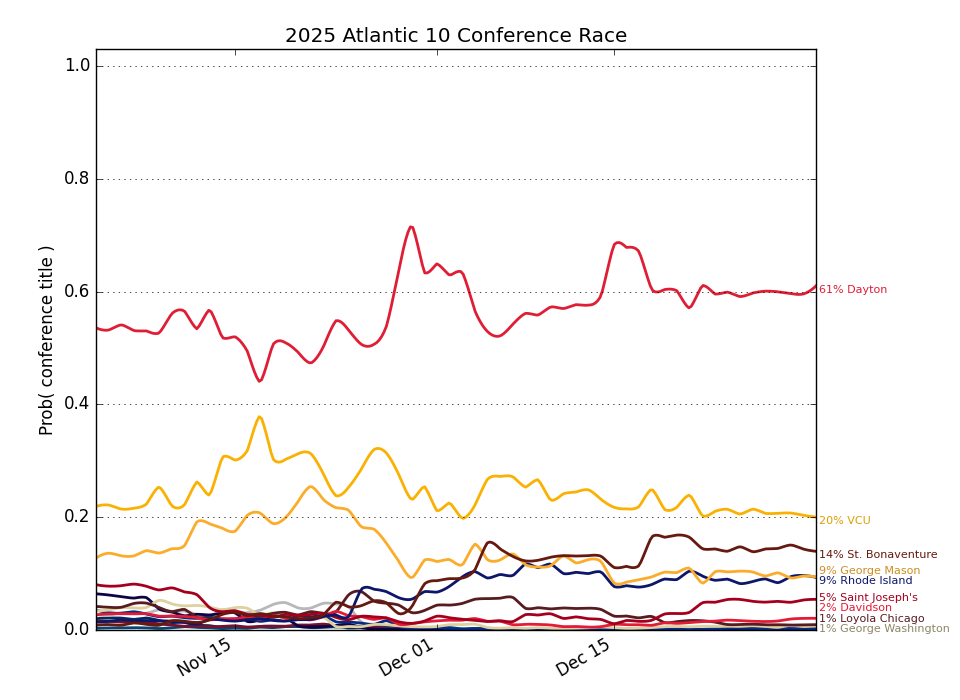 2025 Atlantic 10 Conference Race
Prob( conference title )
1.0
0.8
0.6
0.4
0.2
0.0
Nov 15
Dec 01
Dec 15
61% Dayton
20% VCU
14% St. Bonaventure
9% George Mason
9% Rhode Island
5% Saint Joseph's
2% Davidson
1% Loyola Chicago
1% George Washington